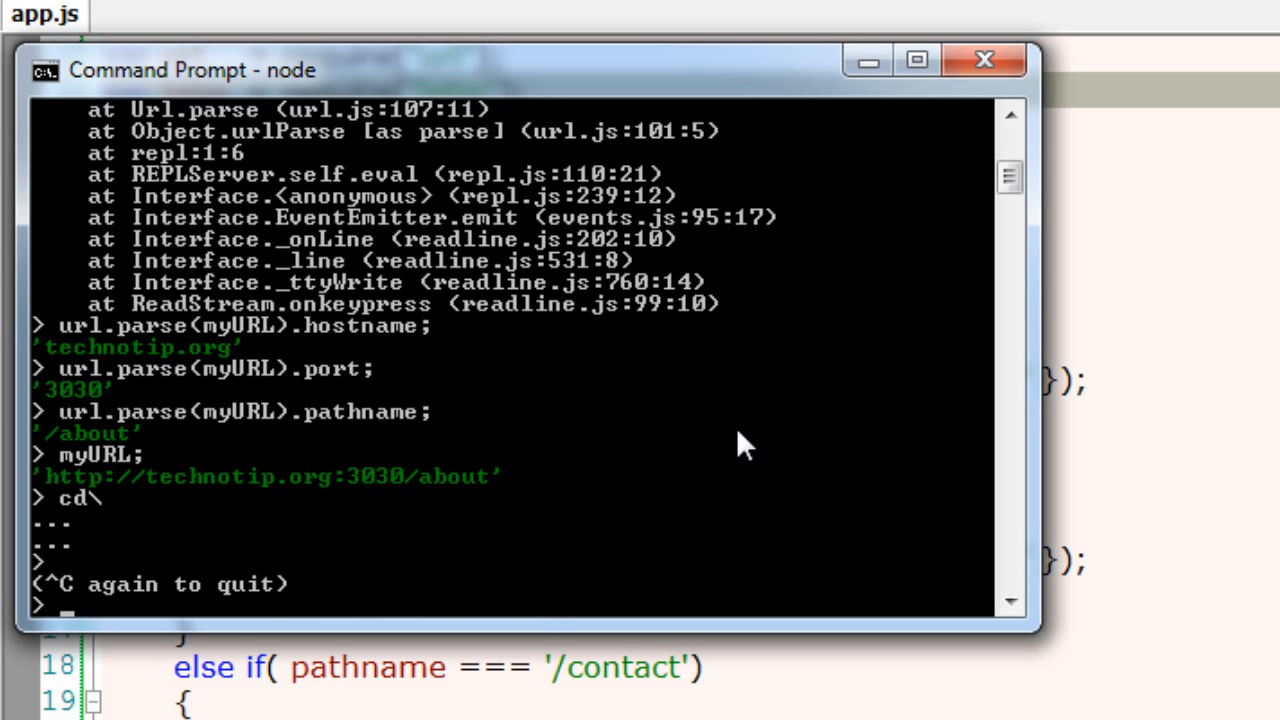 app.js
Command Prompt - node
at Url.parse (url.js:107:11)
at Object.urlParse [as parse] (url.js:101:5)
at repl:1:6
at REPLServer.self.eval (repl.js:110:21)
at Interface.<anonymous> (repl.js:239:12)
at Interface.EventEmitter.emit (events.js:95:17)
at Interface._onLine (readline.js:202:10)
at Interface._line (readline.js:531:8)
at Interface._ttyWrite (readline.js:760:14)
at ReadStream.onkeypress (readline.js:99:10)
> url.parse(myURL).hostname;
'technotip.org'
> url.parse(myURL).port;
'3030'
> url.parse(myURL).pathname;
'/about'
> myURL;
'http://technotip.org:3030/about'
> cd\
...
...
>
(^C again to quit)
> _
});
});
}
18 else if( pathname === '/contact')
19 {